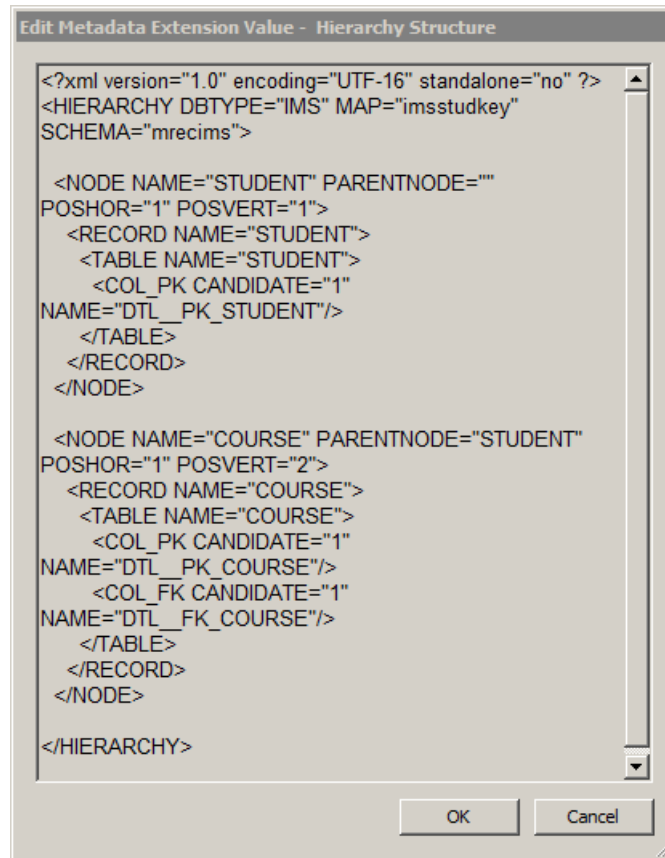 Edit Metadata Extension Value - Hierarchy Structure
<?xml version="1.0" encoding="UTF-16" standalone="no" ?>
<HIERARCHY DBTYPE="IMS" MAP="imsstudkey"
SCHEMA="mrecims">
<NODE NAME="STUDENT" PARENTNODE=""
POSHOR="1" POSVERT="1">
<RECORD NAME="STUDENT">
<TABLE NAME="STUDENT">
<COL_PK CANDIDATE="1"
NAME="DTL__PK_STUDENT"/>
</TABLE>
</RECORD>
</NODE>
<NODE NAME="COURSE" PARENTNODE="STUDENT"
POSHOR="1" POSVERT="2">
<RECORD NAME="COURSE">
<TABLE NAME="COURSE">
<COL_PK CANDIDATE="1"
NAME="DTL__PK_COURSE"/>
<COL_FK CANDIDATE="1"
NAME="DTL__FK_COURSE"/>
</TABLE>
</RECORD>
</NODE>
</HIERARCHY>
OK Cancel